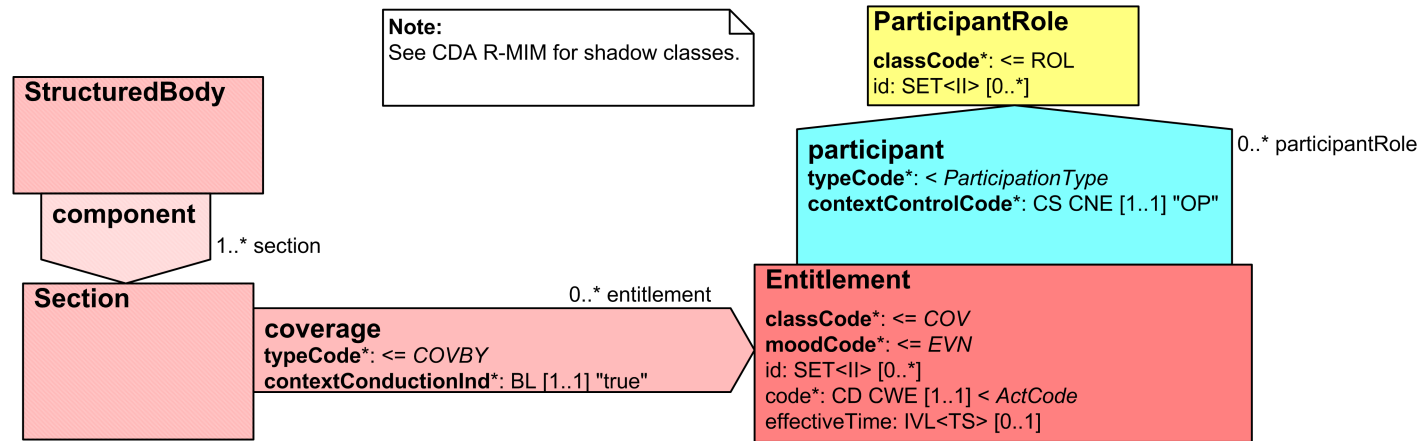 Note:
See CDA R-MIM for shadow classes.
ParticipantRole
classCode*: <= ROL
id: SET<II> [0..*]
StructuredBody
component
1..* section
participant
typeCode*: < ParticipationType
contextControlCode*: CS CNE [1..1] "OP"
0..* participantRole
Section
coverage
typeCode*: <= COVBY
contextConductionInd*: BL [1..1] "true"
0..* entitlement
Entitlement
classCode*: <= COV
moodCode*: <= EVN
id: SET<II> [0..*]
code*: CD CWE [1..1] < ActCode
effectiveTime: IVL<TS> [0..1]